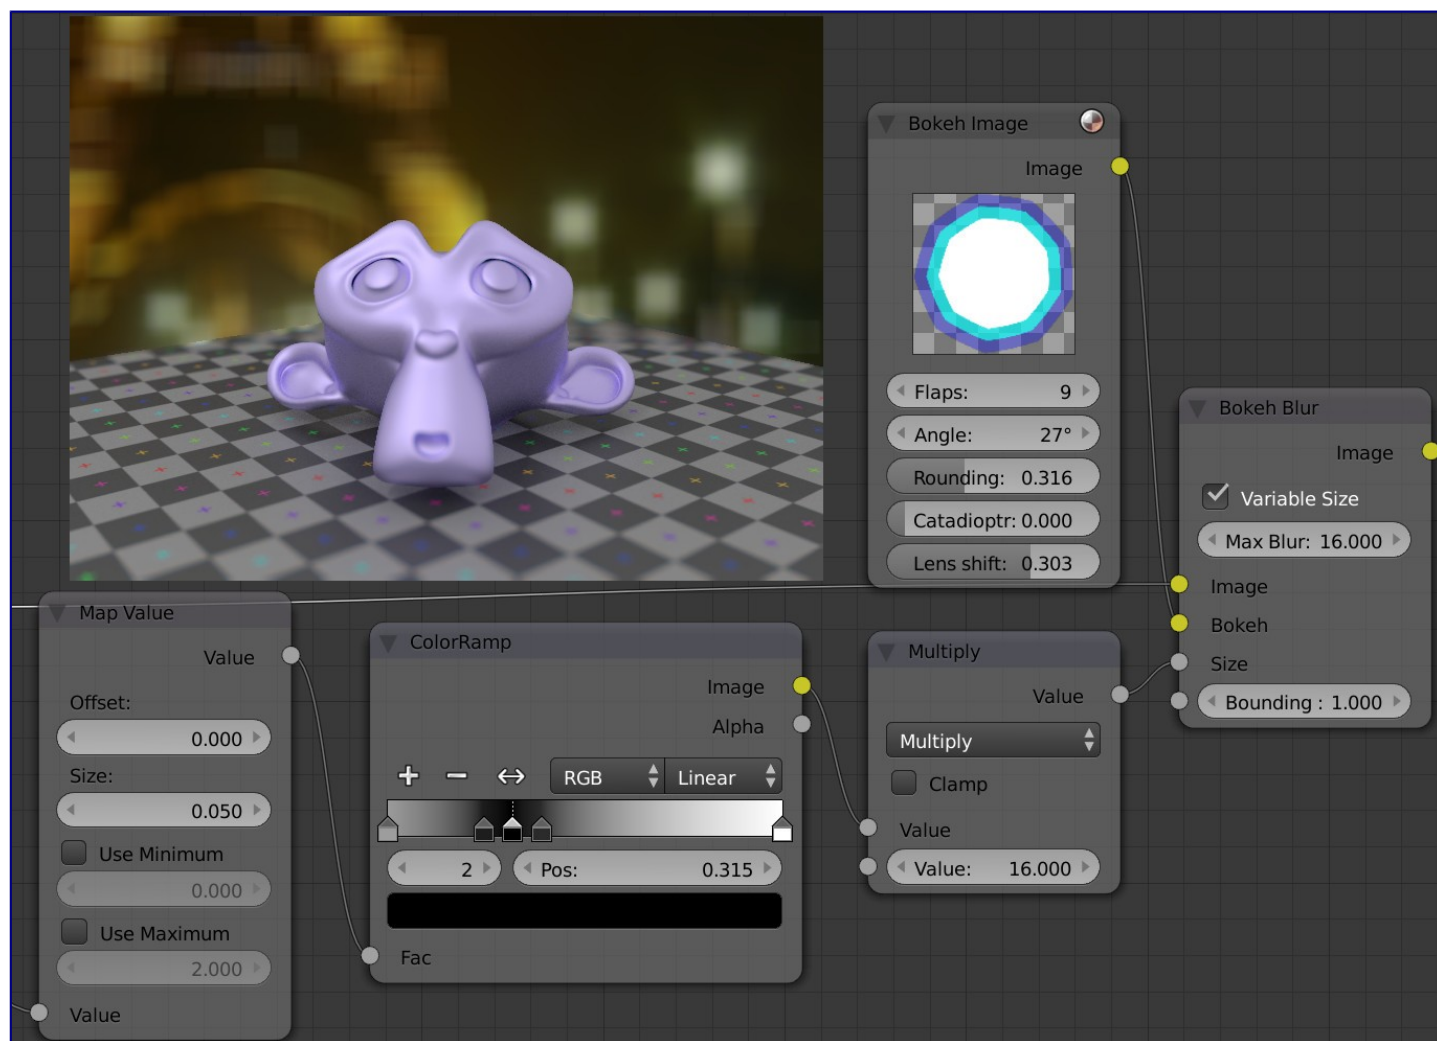 Bokeh Image
Image
Flaps: 9
Angle: 27°
Rounding: 0.316
Catadioptr: 0.000
Lens shift: 0.303
Bokeh Blur
Image
Variable Size
Max Blur: 16.000
Image
Bokeh
Size
Bounding : 1.000
Map Value
Value
Offset:
0.000
Size:
0.050
Use Minimum
0.000
Use Maximum
2.000
Value
ColorRamp
Image
Alpha
RGB Linear
2 Pos: 0.315
Fac
Multiply
Value
Multiply
Clamp
Value
Value: 16.000